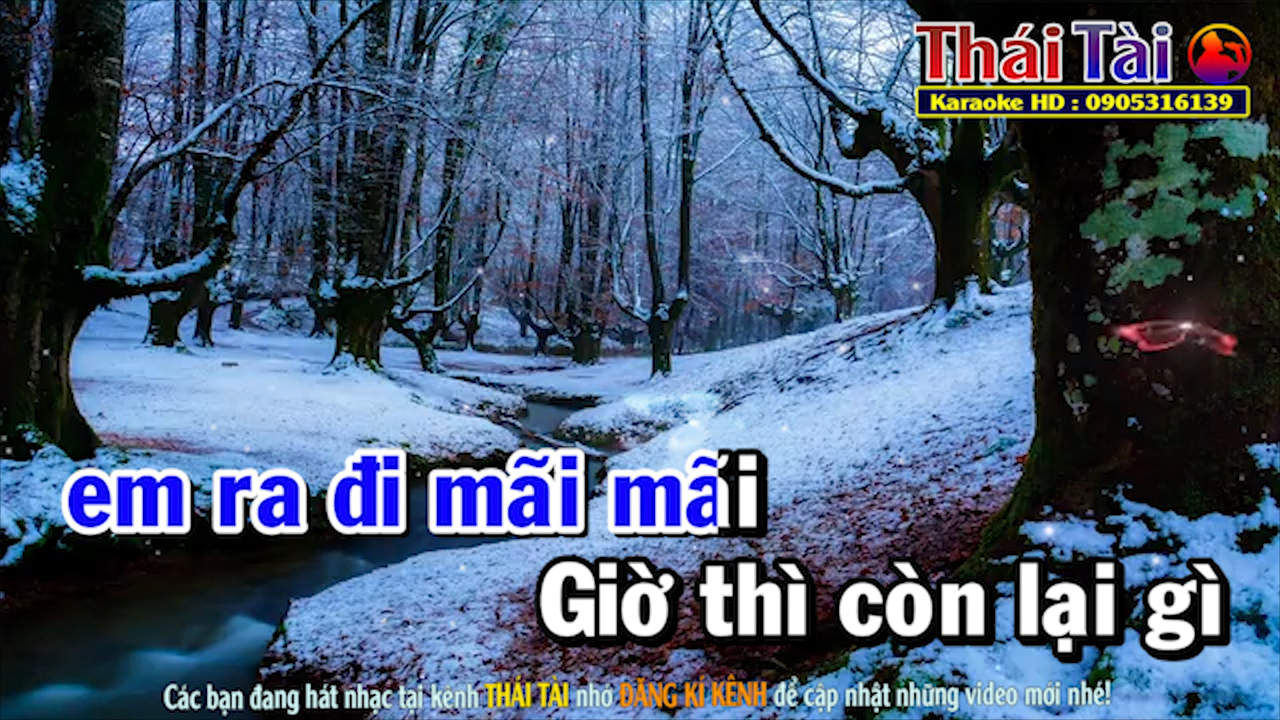 Thái Tài
Karaoke HD : 0905316139
em ra đi mãi mãi
Giờ thì còn lại gì
Các bạn đang hát nhạc tại kênh THÁI TÀI nhớ ĐĂNG KÍ KÊNH để cập nhật những video mới nhé!